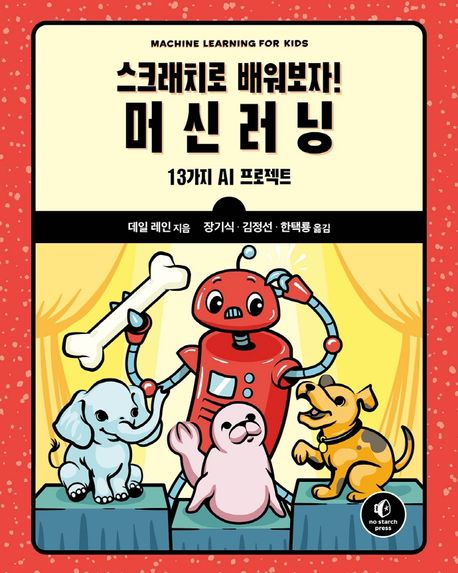 MACHINE LEARNING FOR KIDS
스크래치로 배워보자!
머신러닝
13가지 AI 프로젝트
데일 레인 지음 장기식·김정선·한택룡 옮김
no starch
press